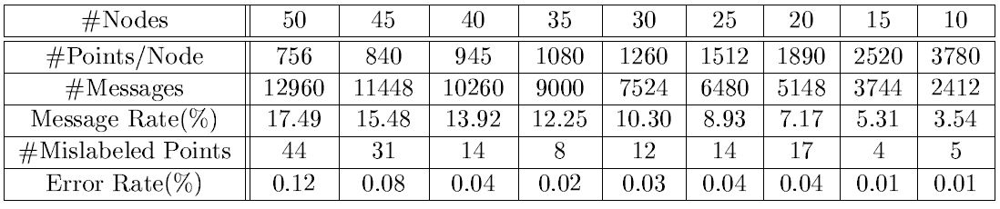 #Nodes 50 45 40 35 30 25 20 15 10
#Points/Node 756 840 945 1080 1260 1512 1890 2520 3780
#Messages 12960 11448 10260 9000 7524 6480 5148 3744 2412
Message Rate(%) 17.49 15.48 13.92 12.25 10.30 8.93 7.17 5.31 3.54
#Mislabeled Points 44 31 14 8 12 14 17 4 5
Error Rate(%) 0.12 0.08 0.04 0.02 0.03 0.04 0.04 0.01 0.01